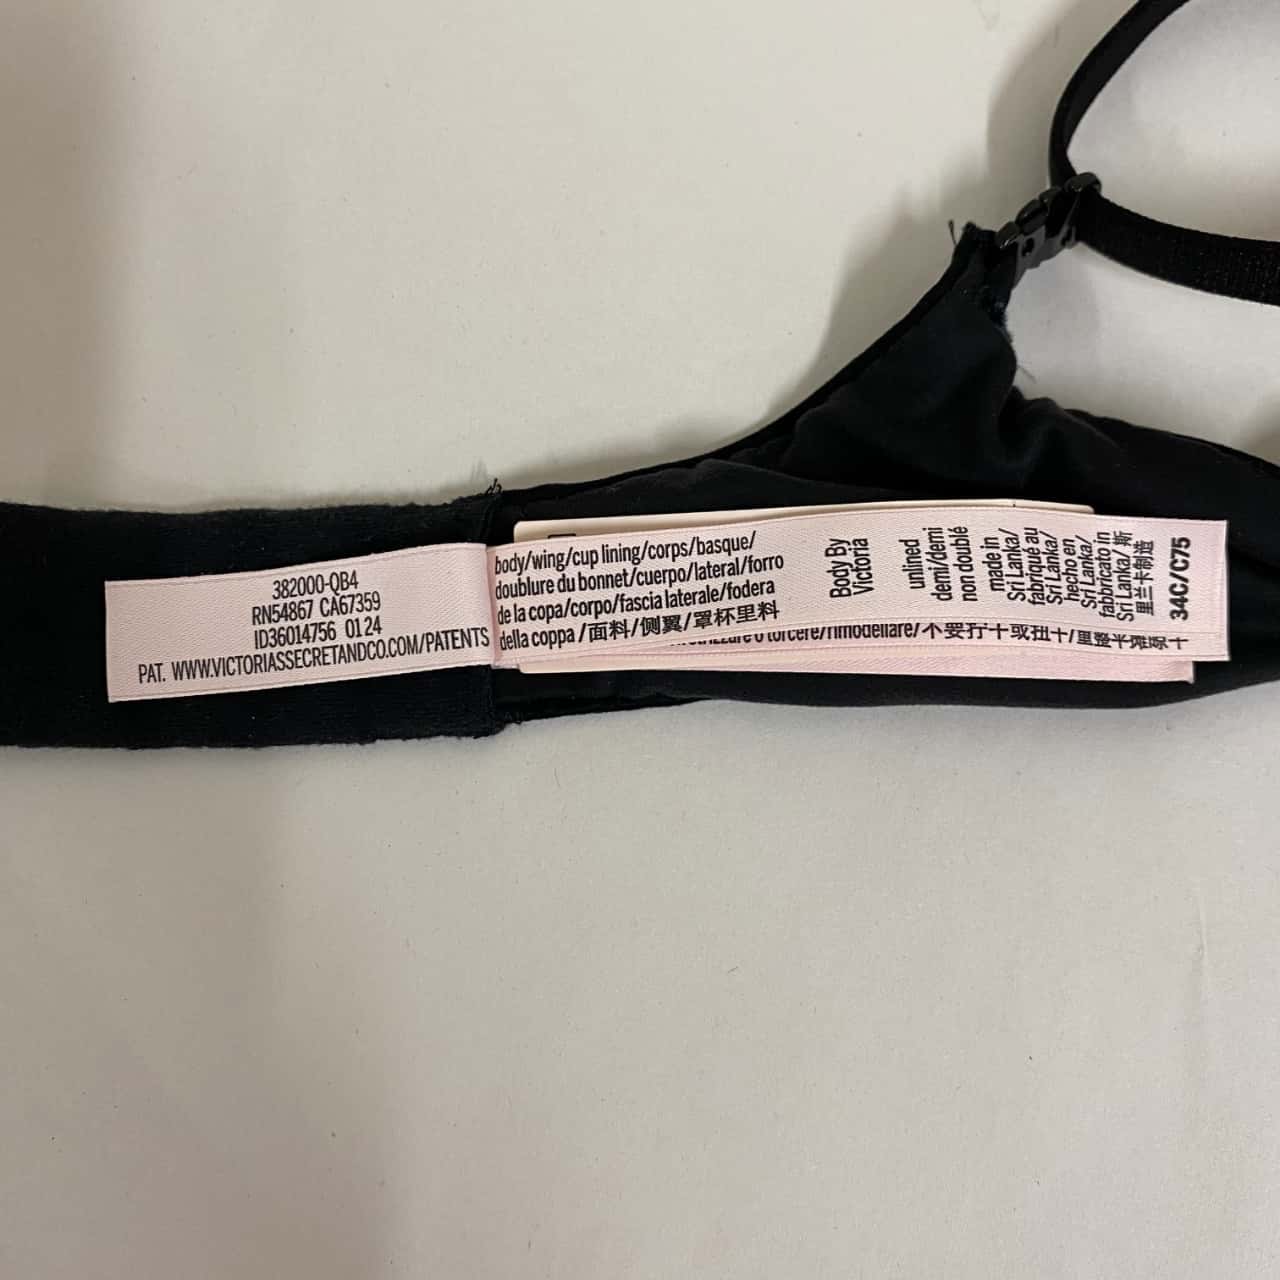 382000-QB4
RN54867 CA67359
ID36014756 0124
PAT. WWW.VICTORIASSECRETANDCO.COM/PATENTS
body/wing/cup lining/corps/basque/
doublure du bonnet/cuerpo/lateral/forro
de la copa/corpo/fascia laterale/fodera
della coppa /面料/侧翼/罩杯里料
o torcere/rimodellare/
Body By
Victoria
unlined
demi/demi
non doublé
made in
Sri Lanka/
fabriqué au
Sri Lanka/
hecho en
Sri Lanka/
fabbricato in
Sri Lanka/ 斯
里兰卡制造
34C/C75